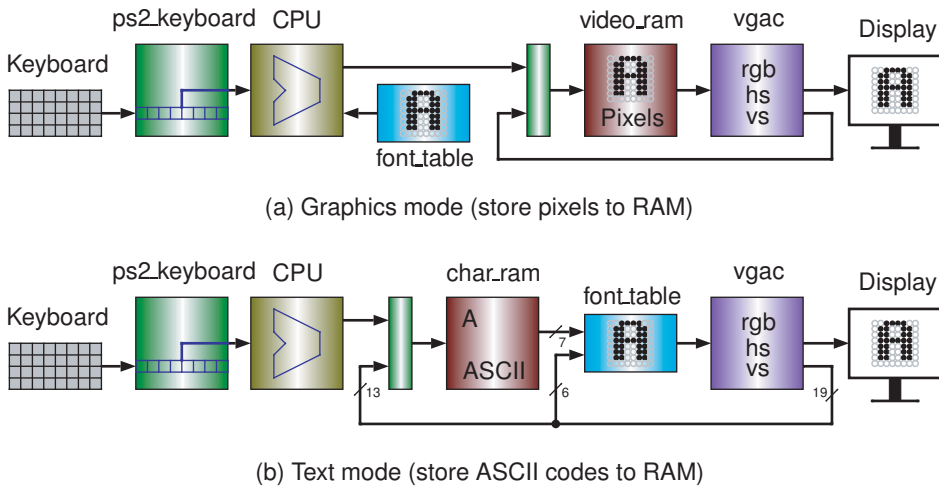 ps2_keyboard CPU video_ram vgac
Keyboard Display
rgb
hs
Pixels vs
font_table
(a) Graphics mode (store pixels to RAM)
ps2_keyboard CPU char_ram vgac
Keyboard font_table Display
A rgb
7 hs
ASCII vs
13 6 19
(b) Text mode (store ASCII codes to RAM)